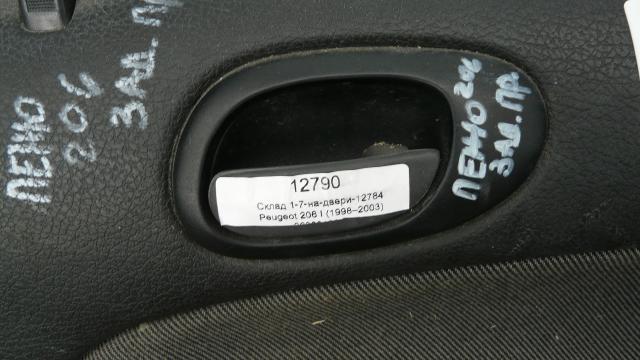 ПЕЖО
206
ЗАД. ПР
12790
Склад 1-7-на-двери-12784
Peugeot 206 I (1998–2003)
ПЕЖО 206
ЗАД. ПР.